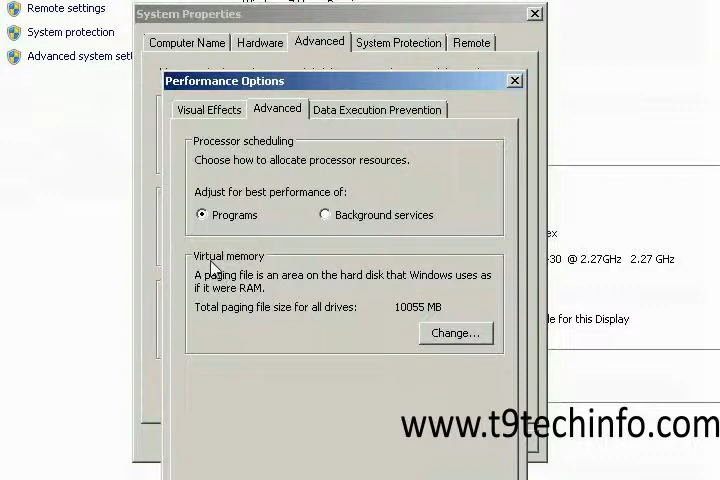 Remote settings
System protection
Advanced system set
System Properties
Computer Name
Hardware
Advanced
System Protection
Remote
Performance Options
Visual Effects
Advanced
Data Execution Prevention
Processor scheduling
Choose how to allocate processor resources.
Adjust for best performance of:
Programs
Background services
Virtual memory
A paging file is an area on the hard disk that Windows uses as
if it were RAM.
Total paging file size for all drives: 10055 MB
Change...
ex
-30 @ 2.27GHz 2.27 GHz
le for this Display
www.t9techinfo.com